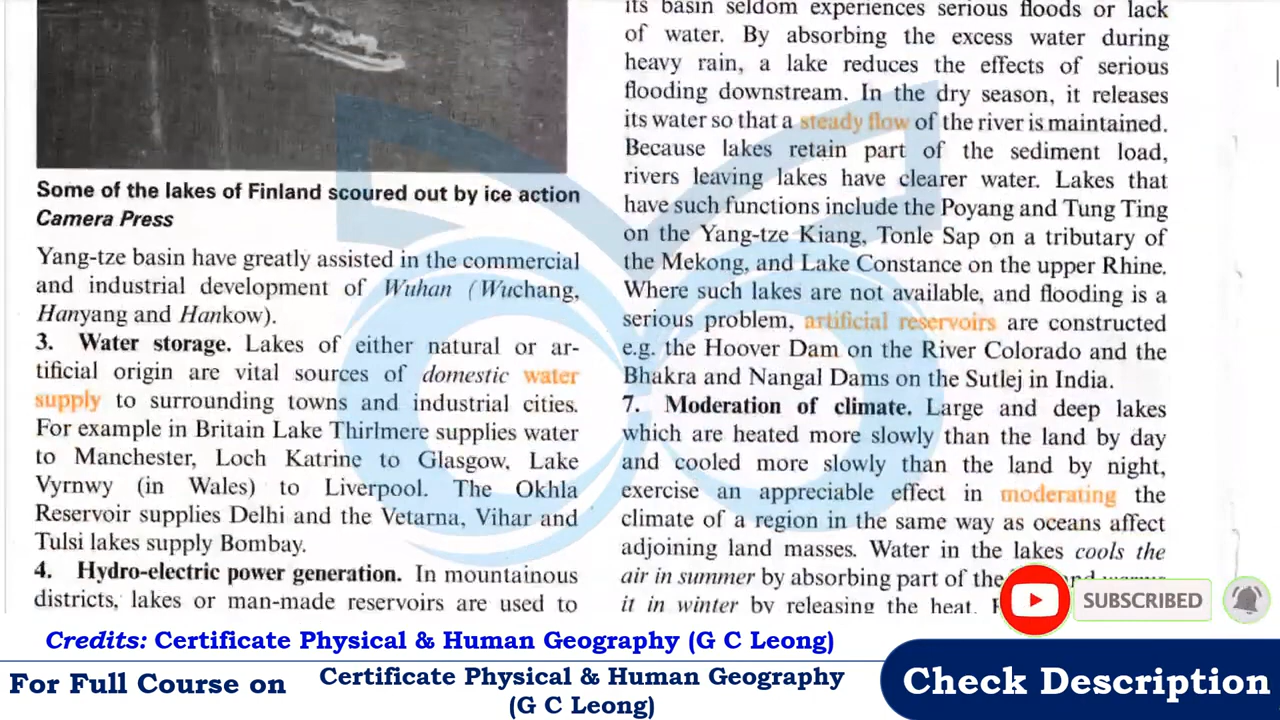 Some of the lakes of Finland scoured out by ice action
Camera Press
Yang-tze basin have greatly assisted in the commercial
and industrial development of Wuhan (Wuchang,
Hanyang and Hankow).
3. Water storage. Lakes of either natural or ar-
tificial origin are vital sources of domestic water
supply to surrounding towns and industrial cities.
For example in Britain Lake Thirlmere supplies water
to Manchester, Loch Katrine to Glasgow, Lake
Vyrnwy (in Wales) to Liverpool. The Okhla
Reservoir supplies Delhi and the Vetarna, Vihar and
Tulsi lakes supply Bombay.
4. Hydro-electric power generation. In mountainous
districts, lakes or man-made reservoirs are used to
its basin seldom experiences serious floods or lack
of water. By absorbing the excess water during
heavy rain, a lake reduces the effects of serious
flooding downstream. In the dry season, it releases
its water so that a steady flow of the river is maintained.
Because lakes retain part of the sediment load,
rivers leaving lakes have clearer water. Lakes that
have such functions include the Poyang and Tung Ting
on the Yang-tze Kiang, Tonle Sap on a tributary of
the Mekong, and Lake Constance on the upper Rhine.
Where such lakes are not available, and flooding is a
serious problem, artificial reservoirs are constructed
e.g. the Hoover Dam on the River Colorado and the
Bhakra and Nangal Dams on the Sutlej in India.
7. Moderation of climate. Large and deep lakes
which are heated more slowly than the land by day
and cooled more slowly than the land by night,
exercise an appreciable effect in moderating the
climate of a region in the same way as oceans affect
adjoining land masses. Water in the lakes cools the
air in summer by absorbing part of the
it in winter by releasing the heat.
SUBSCRIBED
Credits: Certificate Physical & Human Geography (G C Leong)
For Full Course on
Certificate Physical & Human Geography
(G C Leong)
Check Description